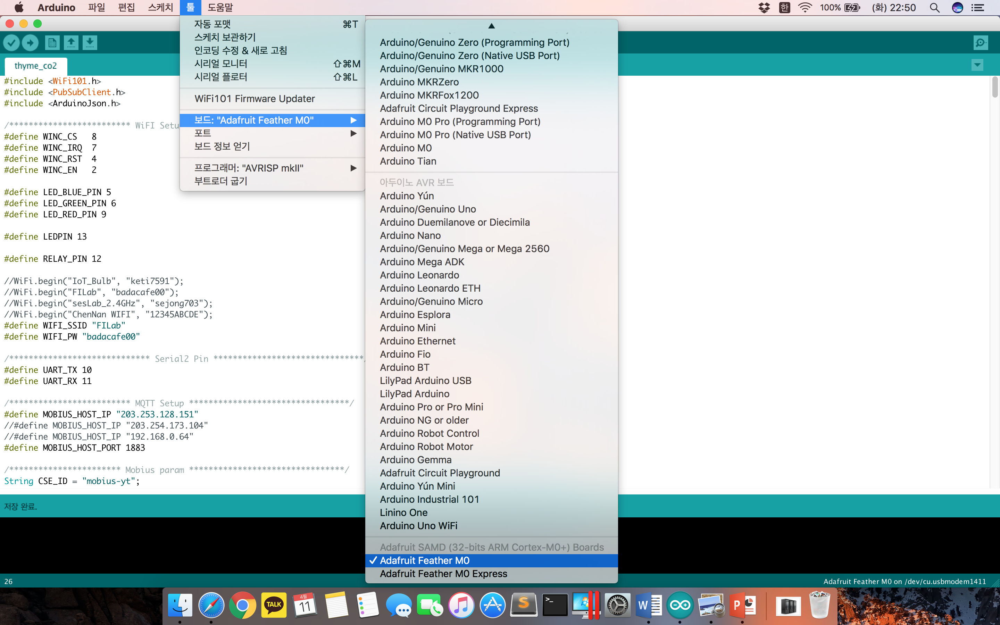 Arduino 파일 편집 스케치 툴 도움말 한 100% (화) 22:50
thyme_co2
#include <WiFi101.h>
#include <PubSubClient.h>
#include <ArduinoJson.h>
/************************* WiFI Setu
#define WINC_CS 8
#define WINC_IRQ 7
#define WINC_RST 4
#define WINC_EN 2
#define LED_BLUE_PIN 5
#define LED_GREEN_PIN 6
#define LED_RED_PIN 9
#define LEDPIN 13
#define RELAY_PIN 12
//WiFi.begin("IoT_Bulb", "keti7591");
//WiFi.begin("FILab", "badacafe00");
//WiFi.begin("sesLab_2.4GHz", "sejong703");
//WiFi.begin("ChenNan WIFI", "12345ABCDE");
#define WIFI_SSID "FILab"
#define WIFI_PW "badacafe00"
/***************************** Serial2 Pin *******************************/
#define UART_TX 10
#define UART_RX 11
/************************* MQTT Setup *********************************/
#define MOBIUS_HOST_IP "203.253.128.151"
//#define MOBIUS_HOST_IP "203.254.173.104"
//#define MOBIUS_HOST_IP "192.168.0.64"
#define MOBIUS_HOST_PORT 1883
/*********************** Mobius param ********************************/
String CSE_ID = "mobius-yt";
저장 완료.
26
Adafruit Feather M0 on /dev/cu.usbmodem1411
자동 포맷 ⌘T
스케치 보관하기
인코딩 수정 & 새로 고침
시리얼 모니터 ⇧⌘M
시리얼 플로터 ⇧⌘L
WiFi101 Firmware Updater
보드: "Adafruit Feather M0"
포트
보드 정보 얻기
프로그래머: "AVRISP mkII"
부트로더 굽기
Arduino/Genuino Zero (Programming Port)
Arduino/Genuino Zero (Native USB Port)
Arduino/Genuino MKR1000
Arduino MKRZero
Arduino MKRFox1200
Adafruit Circuit Playground Express
Arduino M0 Pro (Programming Port)
Arduino M0 Pro (Native USB Port)
Arduino M0
Arduino Tian
아두이노 AVR 보드
Arduino Yún
Arduino/Genuino Uno
Arduino Duemilanove or Diecimila
Arduino Nano
Arduino/Genuino Mega or Mega 2560
Arduino Mega ADK
Arduino Leonardo
Arduino Leonardo ETH
Arduino/Genuino Micro
Arduino Esplora
Arduino Mini
Arduino Ethernet
Arduino Fio
Arduino BT
LilyPad Arduino USB
LilyPad Arduino
Arduino Pro or Pro Mini
Arduino NG or older
Arduino Robot Control
Arduino Robot Motor
Arduino Gemma
Adafruit Circuit Playground
Arduino Yún Mini
Arduino Industrial 101
Linino One
Arduino Uno WiFi
Adafruit SAMD (32-bits ARM Cortex-M0+) Boards
✓ Adafruit Feather M0
Adafruit Feather M0 Express
TALK
4월
11
S
>_
W
P